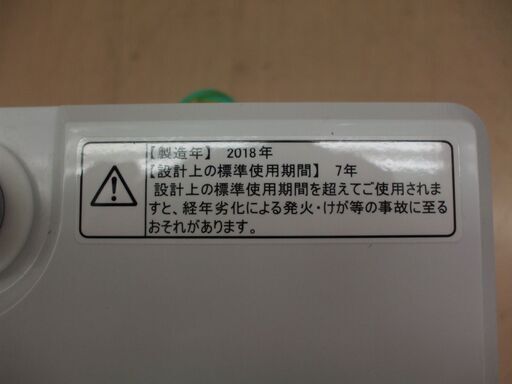 【製造年】 2018年
【設計上の標準使用期間】 7年
設計上の標準使用期間を超えてご使用されま
すと、経年劣化による発火・けが等の事故に至る
おそれがあります。